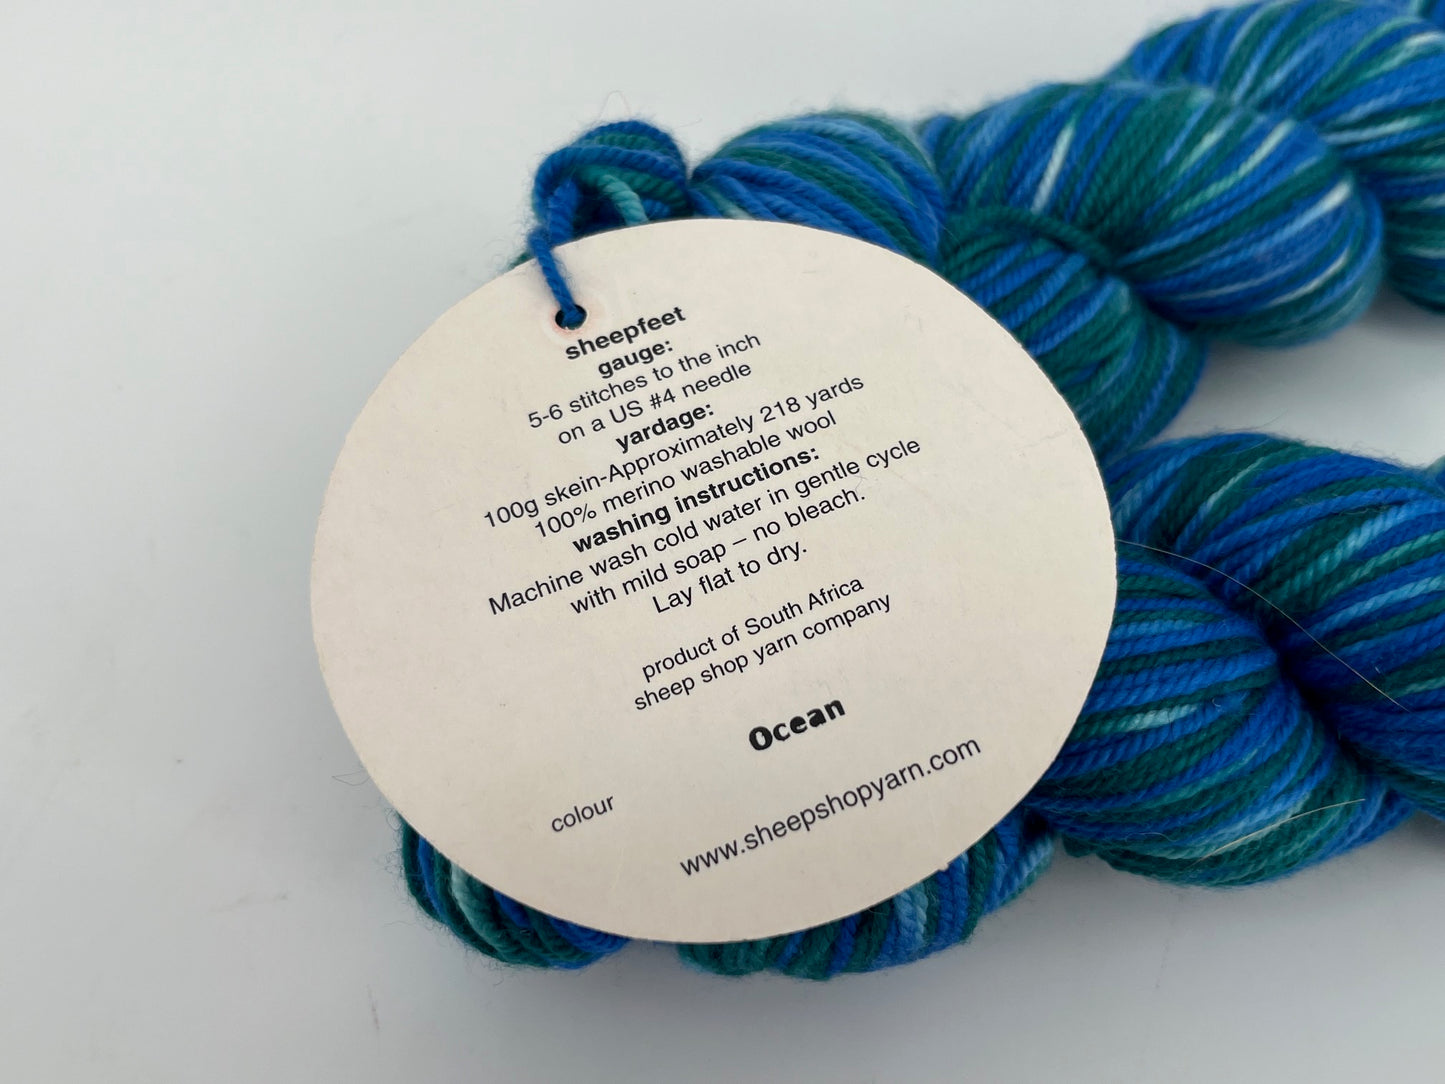 sheepfeet
gauge:
5-6 stitches to the inch
on a US #4 needle
yardage:
100g skein-Approximately 218 yards
100% merino washable wool
washing instructions:
Machine wash cold water in gentle cycle
with mild soap – no bleach.
Lay flat to dry.
product of South Africa
sheep shop yarn company
Ocean
colour
www.sheepshopyarn.com